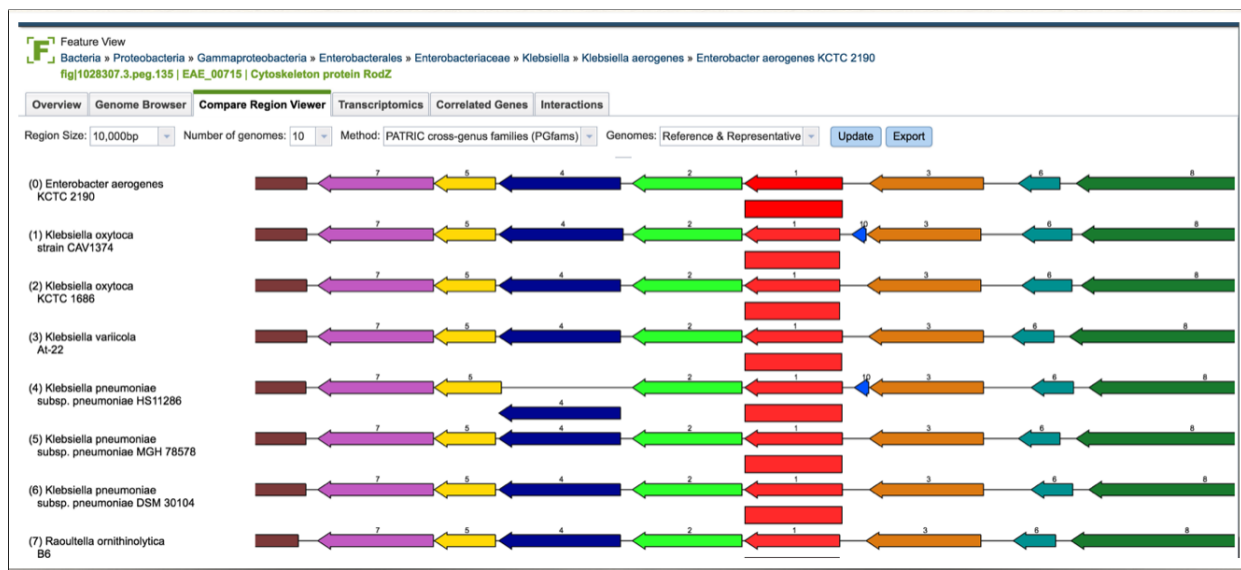 F Feature View
Bacteria » Proteobacteria » Gammaproteobacteria » Enterobacterales » Enterobacteriaceae » Klebsiella » Klebsiella aerogenes » Enterobacter aerogenes KCTC 2190
fig|1028307.3.peg.135 | EAE_00715 | Cytoskeleton protein RodZ
Overview Genome Browser Compare Region Viewer Transcriptomics Correlated Genes Interactions
Region Size: 10,000bp Number of genomes: 10 Method: PATRIC cross-genus families (PGfams) Genomes: Reference & Representative Update Export
7 5 4 2 1 3 6 8
(0) Enterobacter aerogenes
KCTC 2190
7 5 4 2 1 10 3 6 8
(1) Klebsiella oxytoca
strain CAV1374
7 5 4 2 1 3 6 8
(2) Klebsiella oxytoca
KCTC 1686
7 5 4 2 1 3 6 8
(3) Klebsiella variicola
At-22
7 5 2 1 10 3 6 8
(4) Klebsiella pneumoniae
subsp. pneumoniae HS11286
4
7 5 4 2 1 3 6 8
(5) Klebsiella pneumoniae
subsp. pneumoniae MGH 78578
7 5 4 2 1 3 6 8
(6) Klebsiella pneumoniae
subsp. pneumoniae DSM 30104
7 5 4 2 1 3 6 8
(7) Raoultella ornithinolytica
B6